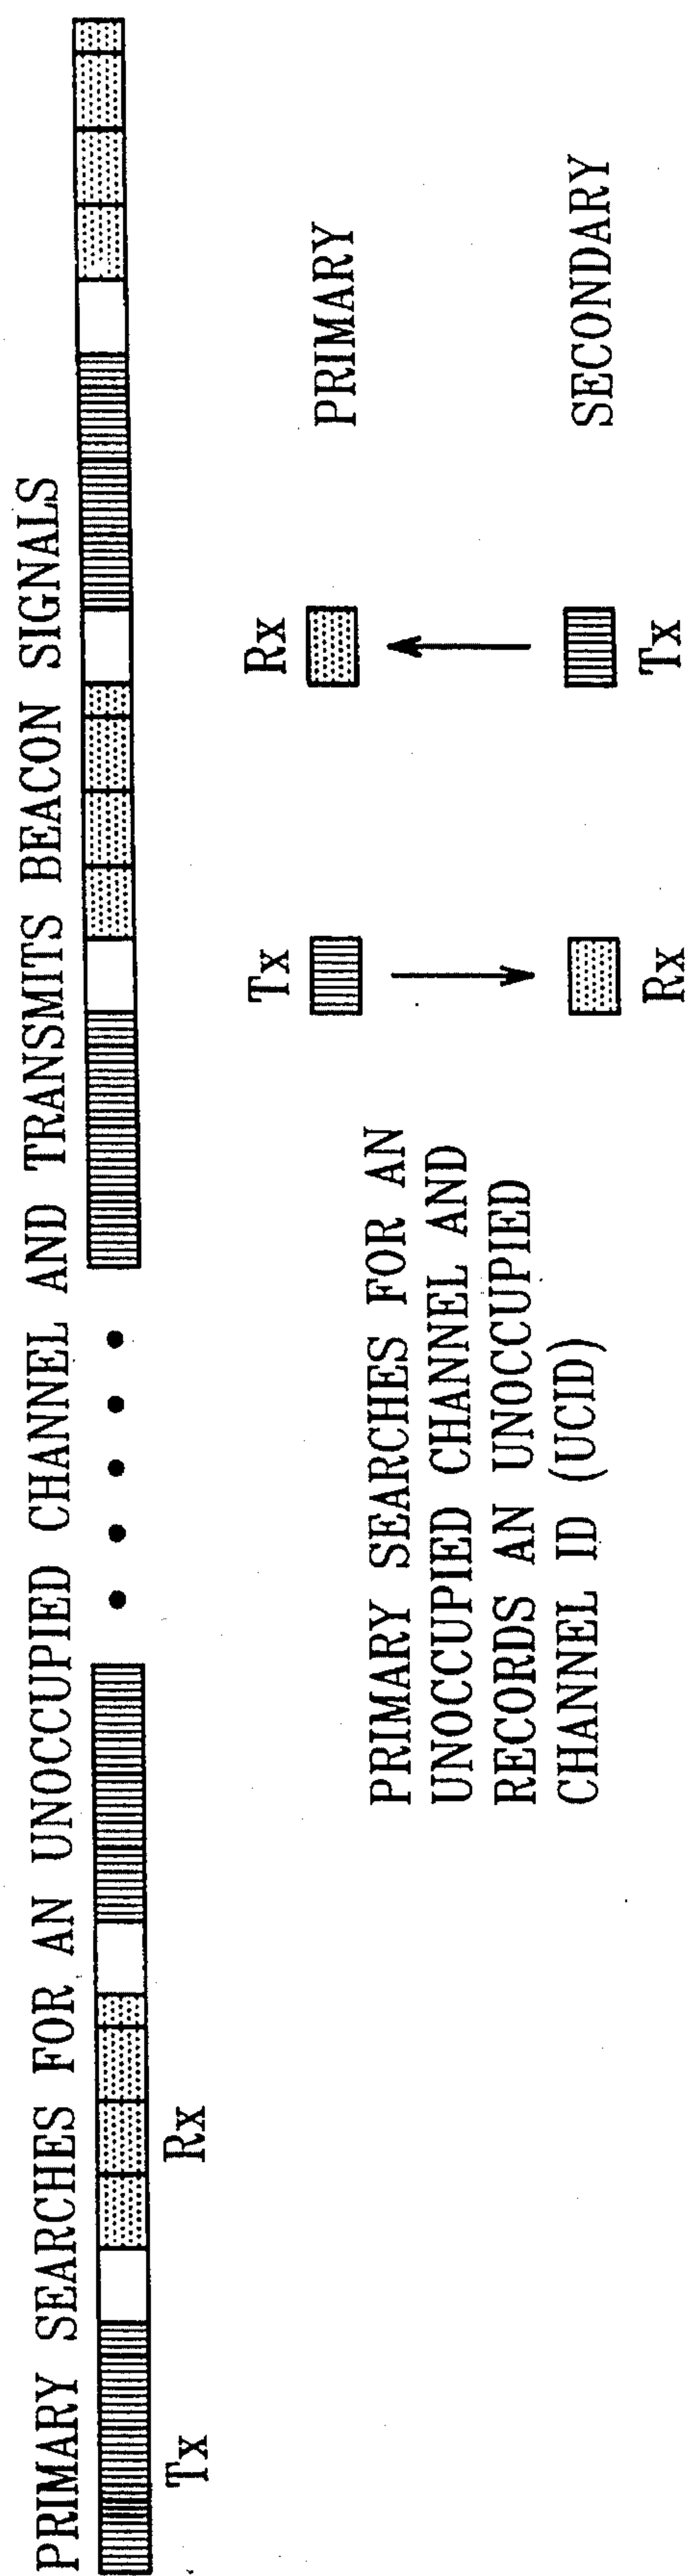 PRIMARY SEARCHES FOR AN UNOCCUPIED CHANNEL AND TRANSMITS BEACON SIGNALS
Tx
Rx
PRIMARY SEARCHES FOR AN
UNOCCUPIED CHANNEL AND
RECORDS AN UNOCCUPIED
CHANNEL ID (UCID)
Tx
Rx
PRIMARY
Rx
Tx
SECONDARY